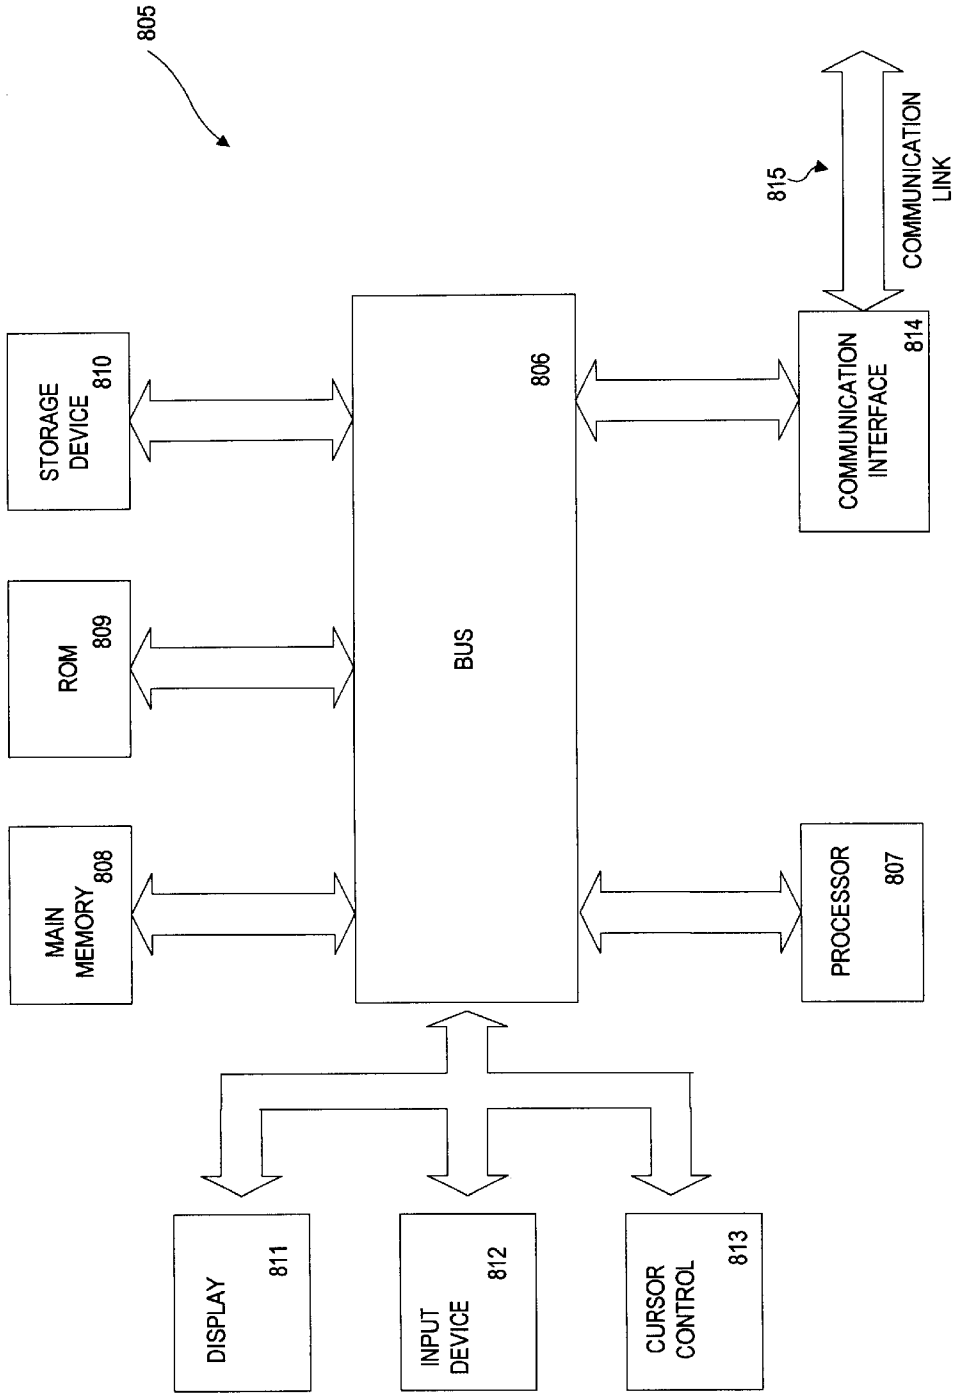 805
MAIN
MEMORY
808
ROM
809
STORAGE
DEVICE
810
DISPLAY
811
INPUT
DEVICE
812
CURSOR
CONTROL
813
BUS
806
PROCESSOR
807
COMMUNICATION
INTERFACE
814
815
COMMUNICATION
LINK